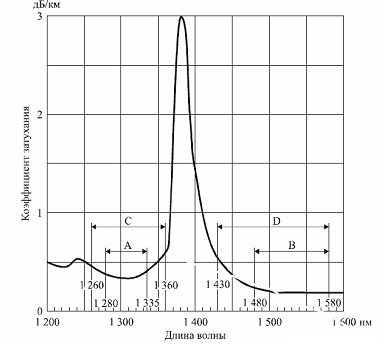 дБ/км
3
2
1
0
Коэффициент затухания
C
D
A
B
1 260
1 360
1 430
1 280
1 335
1 480
1 580
1 200
1 300
1 400
1 500
1 500 нм
Длина волны